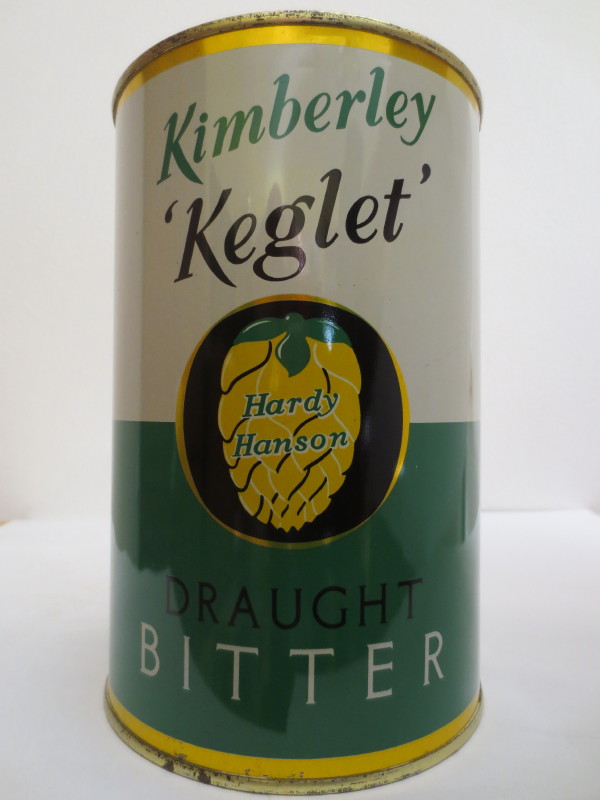 Kimberley
‘Keglet’
Hardy
Hanson
DRAUGHT
BITTER